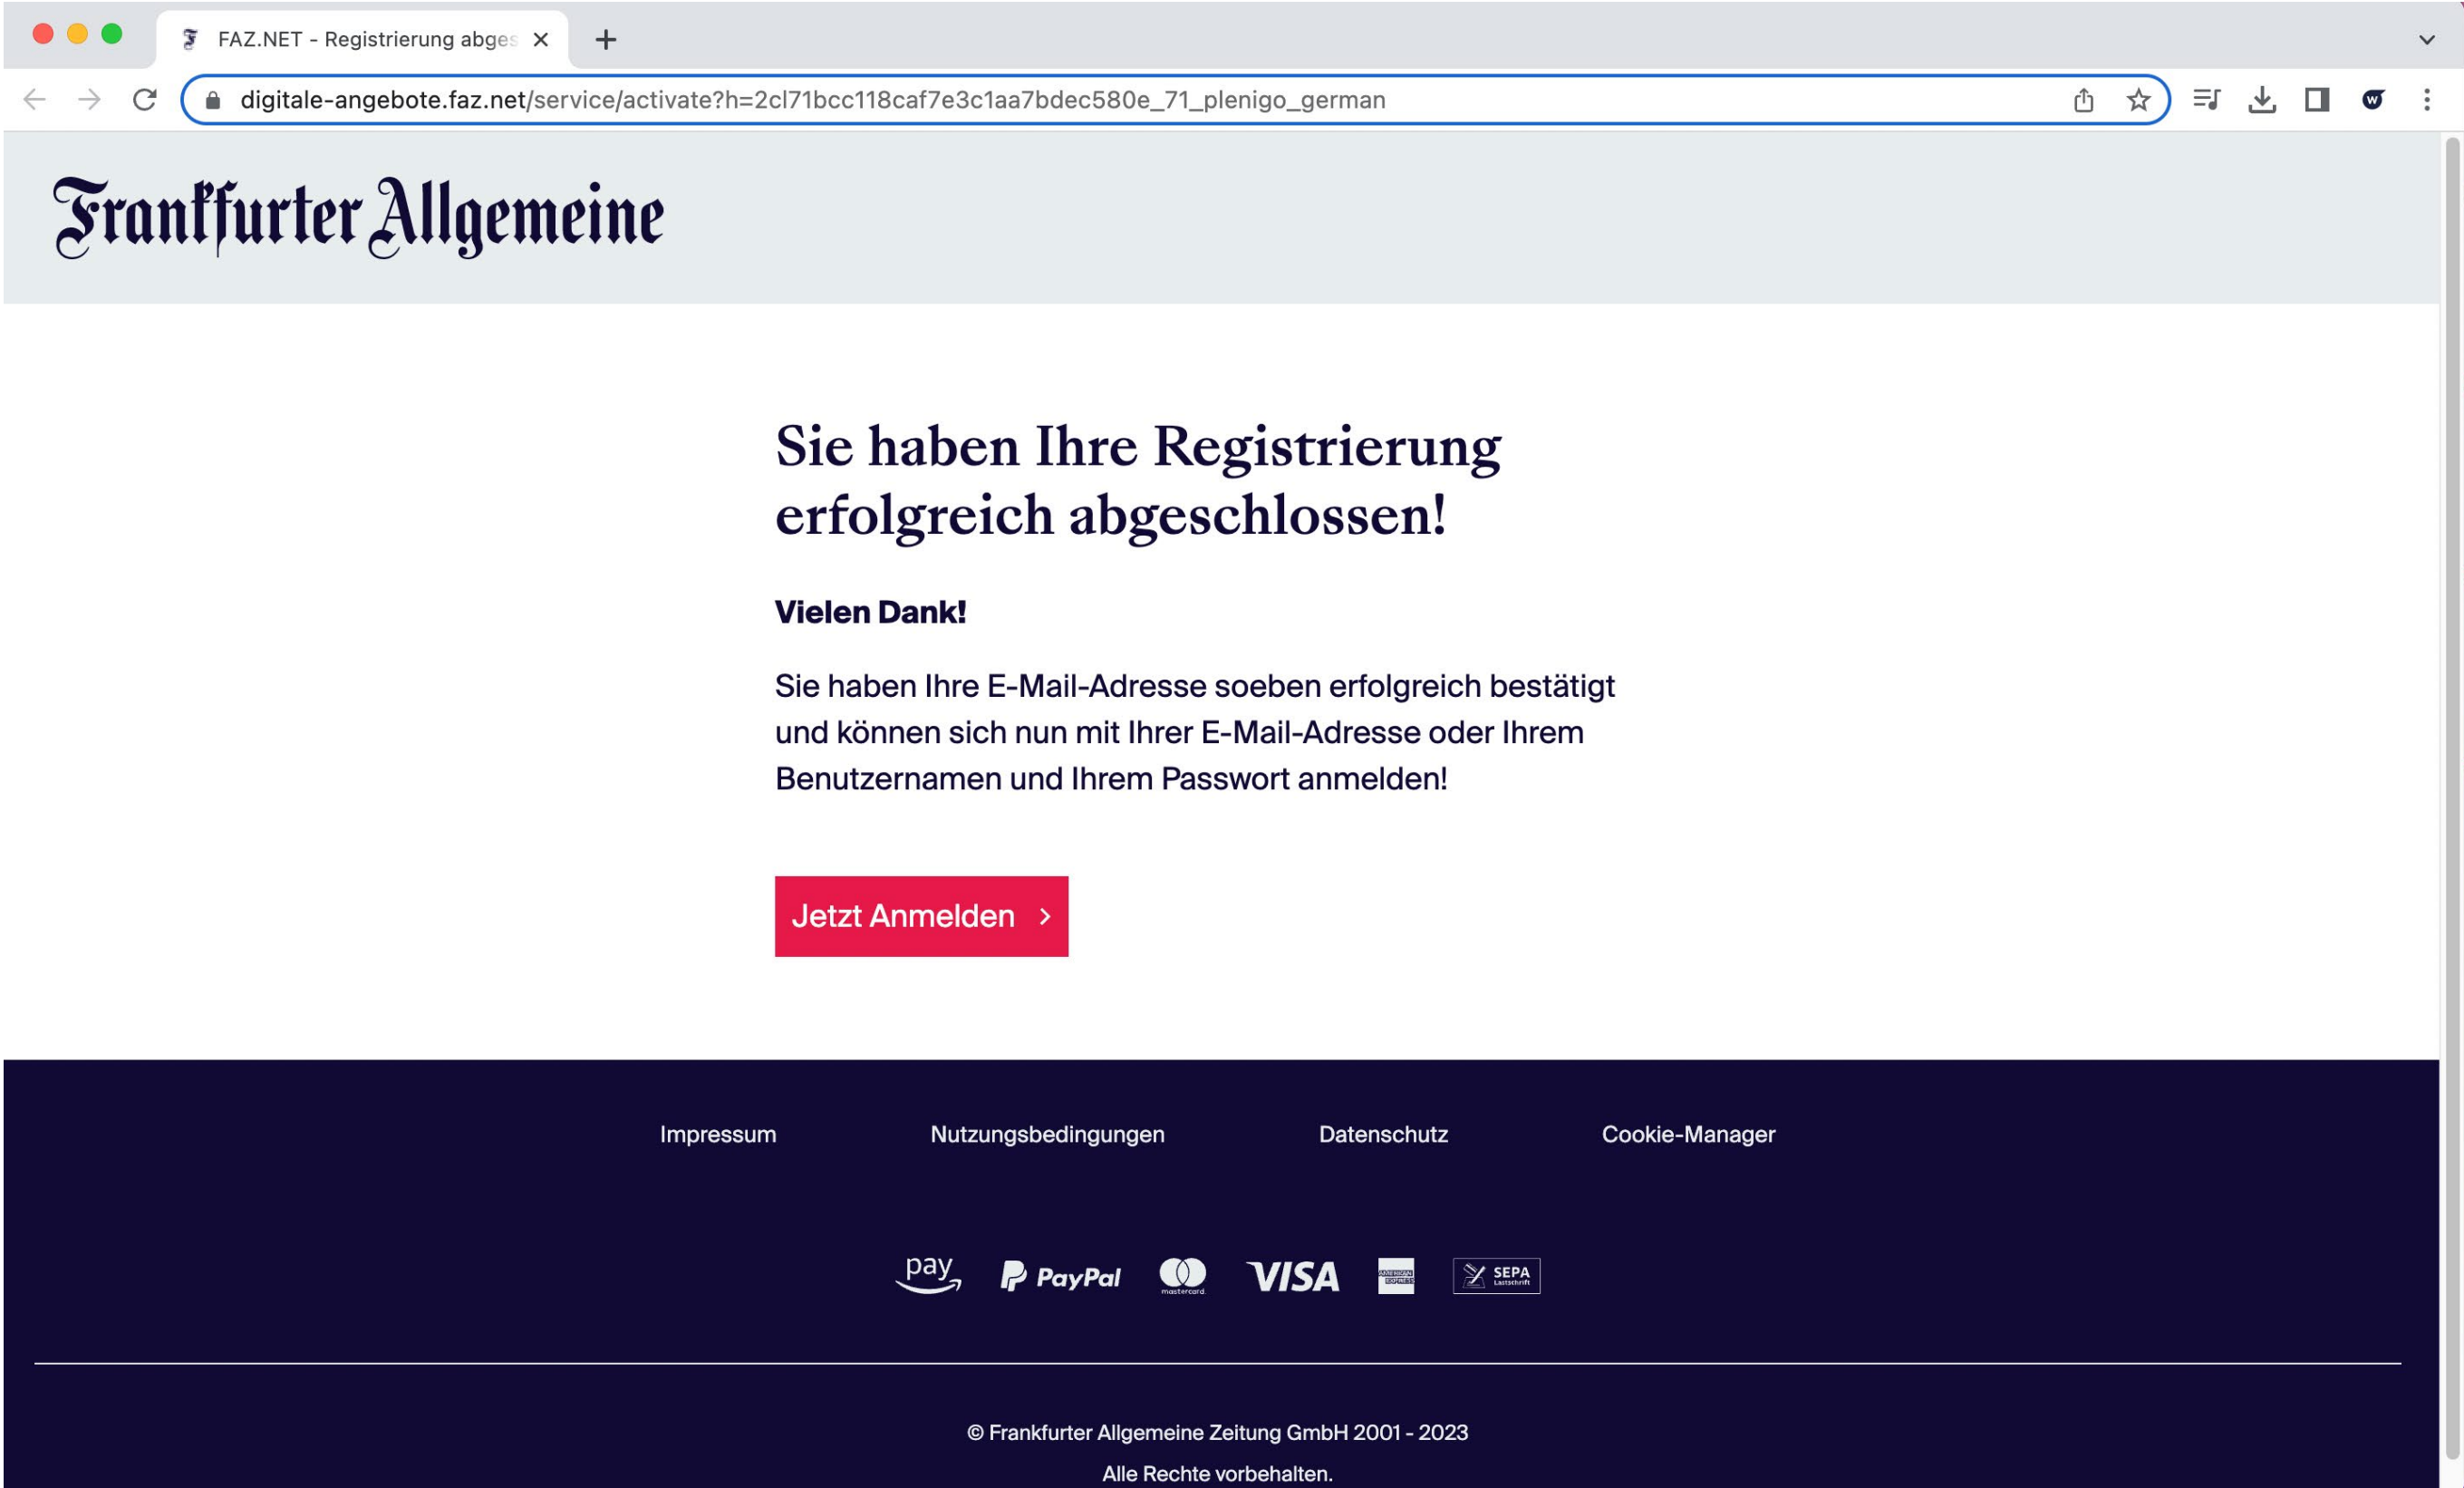 FAZ.NET - Registrierung abges
digitale-angebote.faz.net/service/activate?h=2cl71bcc118caf7e3c1aa7bdec580e_71_plenigo_german
Frankfurter Allgemeine
Sie haben Ihre Registrierung
erfolgreich abgeschlossen!
Vielen Dank!
Sie haben Ihre E-Mail-Adresse soeben erfolgreich bestätigt
und können sich nun mit Ihrer E-Mail-Adresse oder Ihrem
Benutzernamen und Ihrem Passwort anmelden!
Jetzt Anmelden
Impressum Nutzungsbedingungen Datenschutz Cookie-Manager
pay PayPal mastercard. VISA AMERICAN EXPRESS SEPA Lastschrift
© Frankfurter Allgemeine Zeitung GmbH 2001 - 2023
Alle Rechte vorbehalten.